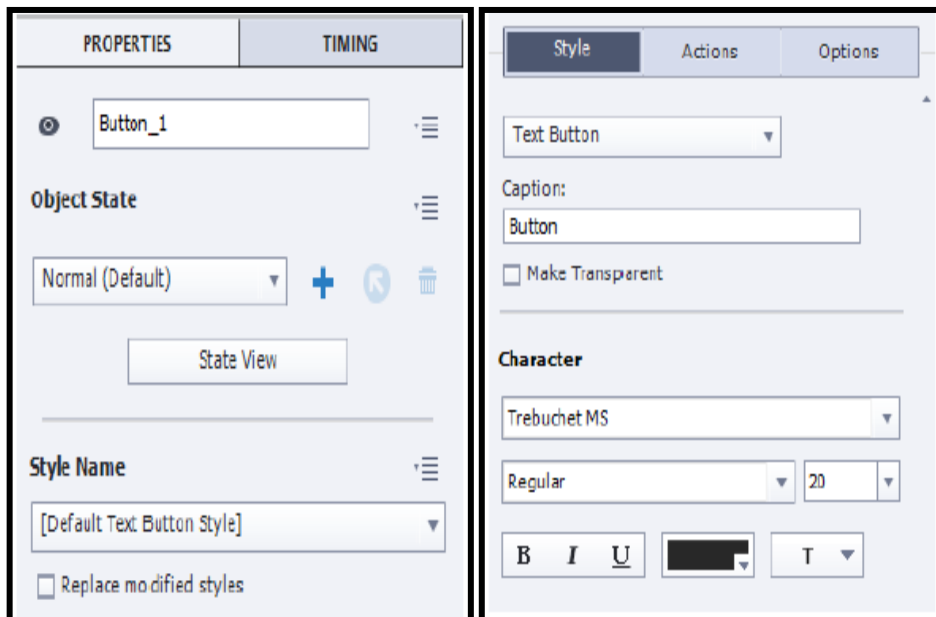 PROPERTIES TIMING
Button_1
Object State
Normal (Default)
State View
Style Name
[Default Text Button Style]
Replace modified styles
Style Actions Options
Text Button
Caption:
Button
Make Transparent
Character
Trebuchet MS
Regular 20
B I U T